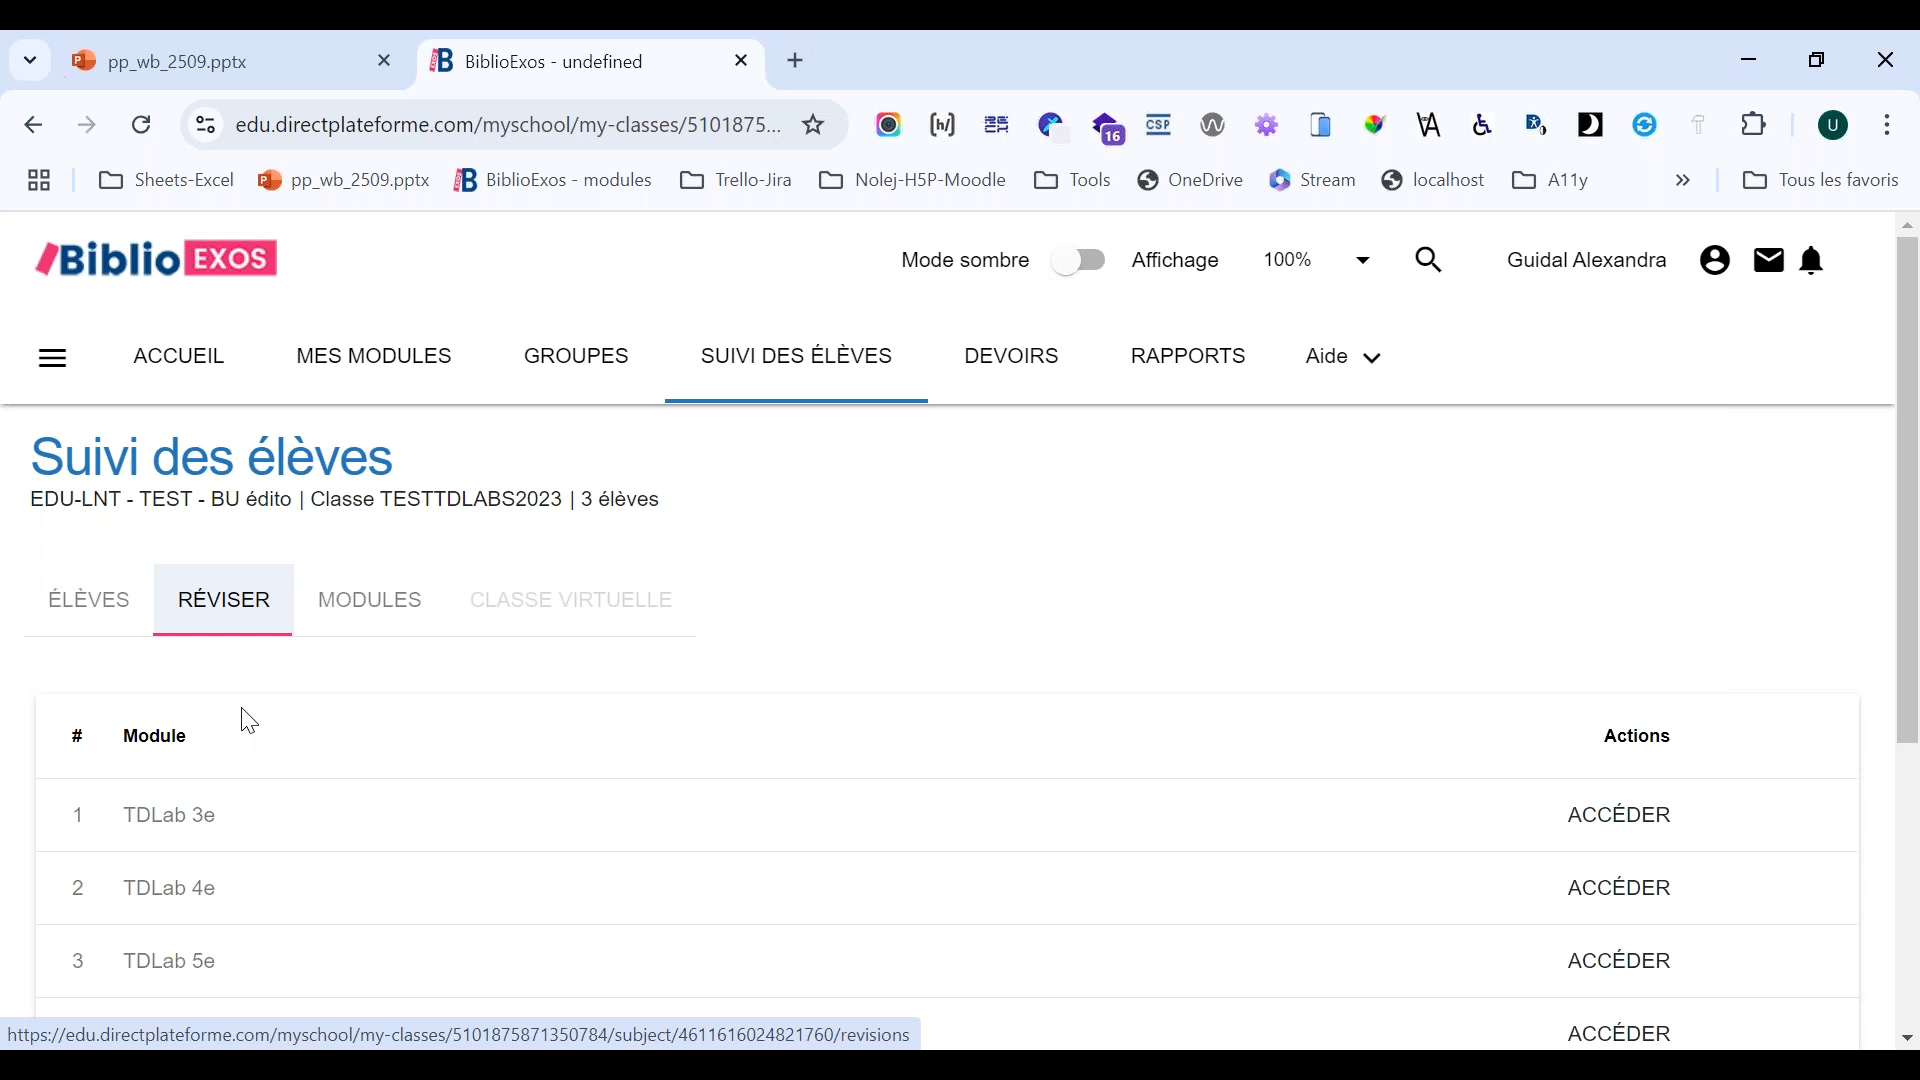 pp_wb_2509.pptx
BiblioExos - undefined
edu.directplateforme.com/myschool/my-classes/5101875...
[h/]
16
CSP
U
Sheets-Excel
pp_wb_2509.pptx
BiblioExos - modules
Trello-Jira
Nolej-H5P-Moodle
Tools
OneDrive
Stream
localhost
A11y
Tous les favoris
Biblio EXOS
Mode sombre
Affichage
100%
Guidal Alexandra
ACCUEIL
MES MODULES
GROUPES
SUIVI DES ÉLÈVES
DEVOIRS
RAPPORTS
Aide
Suivi des élèves
EDU-LNT - TEST - BU édito | Classe TESTTDLABS2023 | 3 élèves
ÉLÈVES
RÉVISER
MODULES
CLASSE VIRTUELLE
# Module Actions
1 TDLab 3e ACCÉDER
2 TDLab 4e ACCÉDER
3 TDLab 5e ACCÉDER
ACCÉDER
https://edu.directplateforme.com/myschool/my-classes/5101875871350784/subject/4611616024821760/revisions